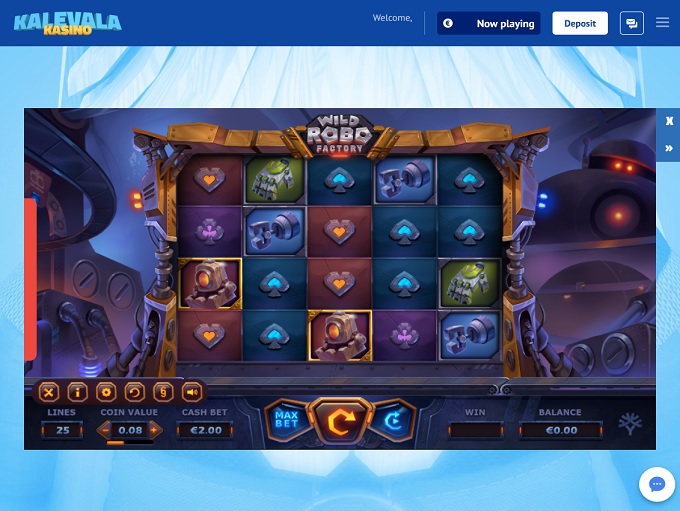 KALEVALA
KASINO
Welcome,
€ Now playing
Deposit
WILD
ROBO
FACTORY
LINES
COIN VALUE
CASH BET
MAX
BET
WIN
BALANCE
25
0.08
€2.00
€0.00